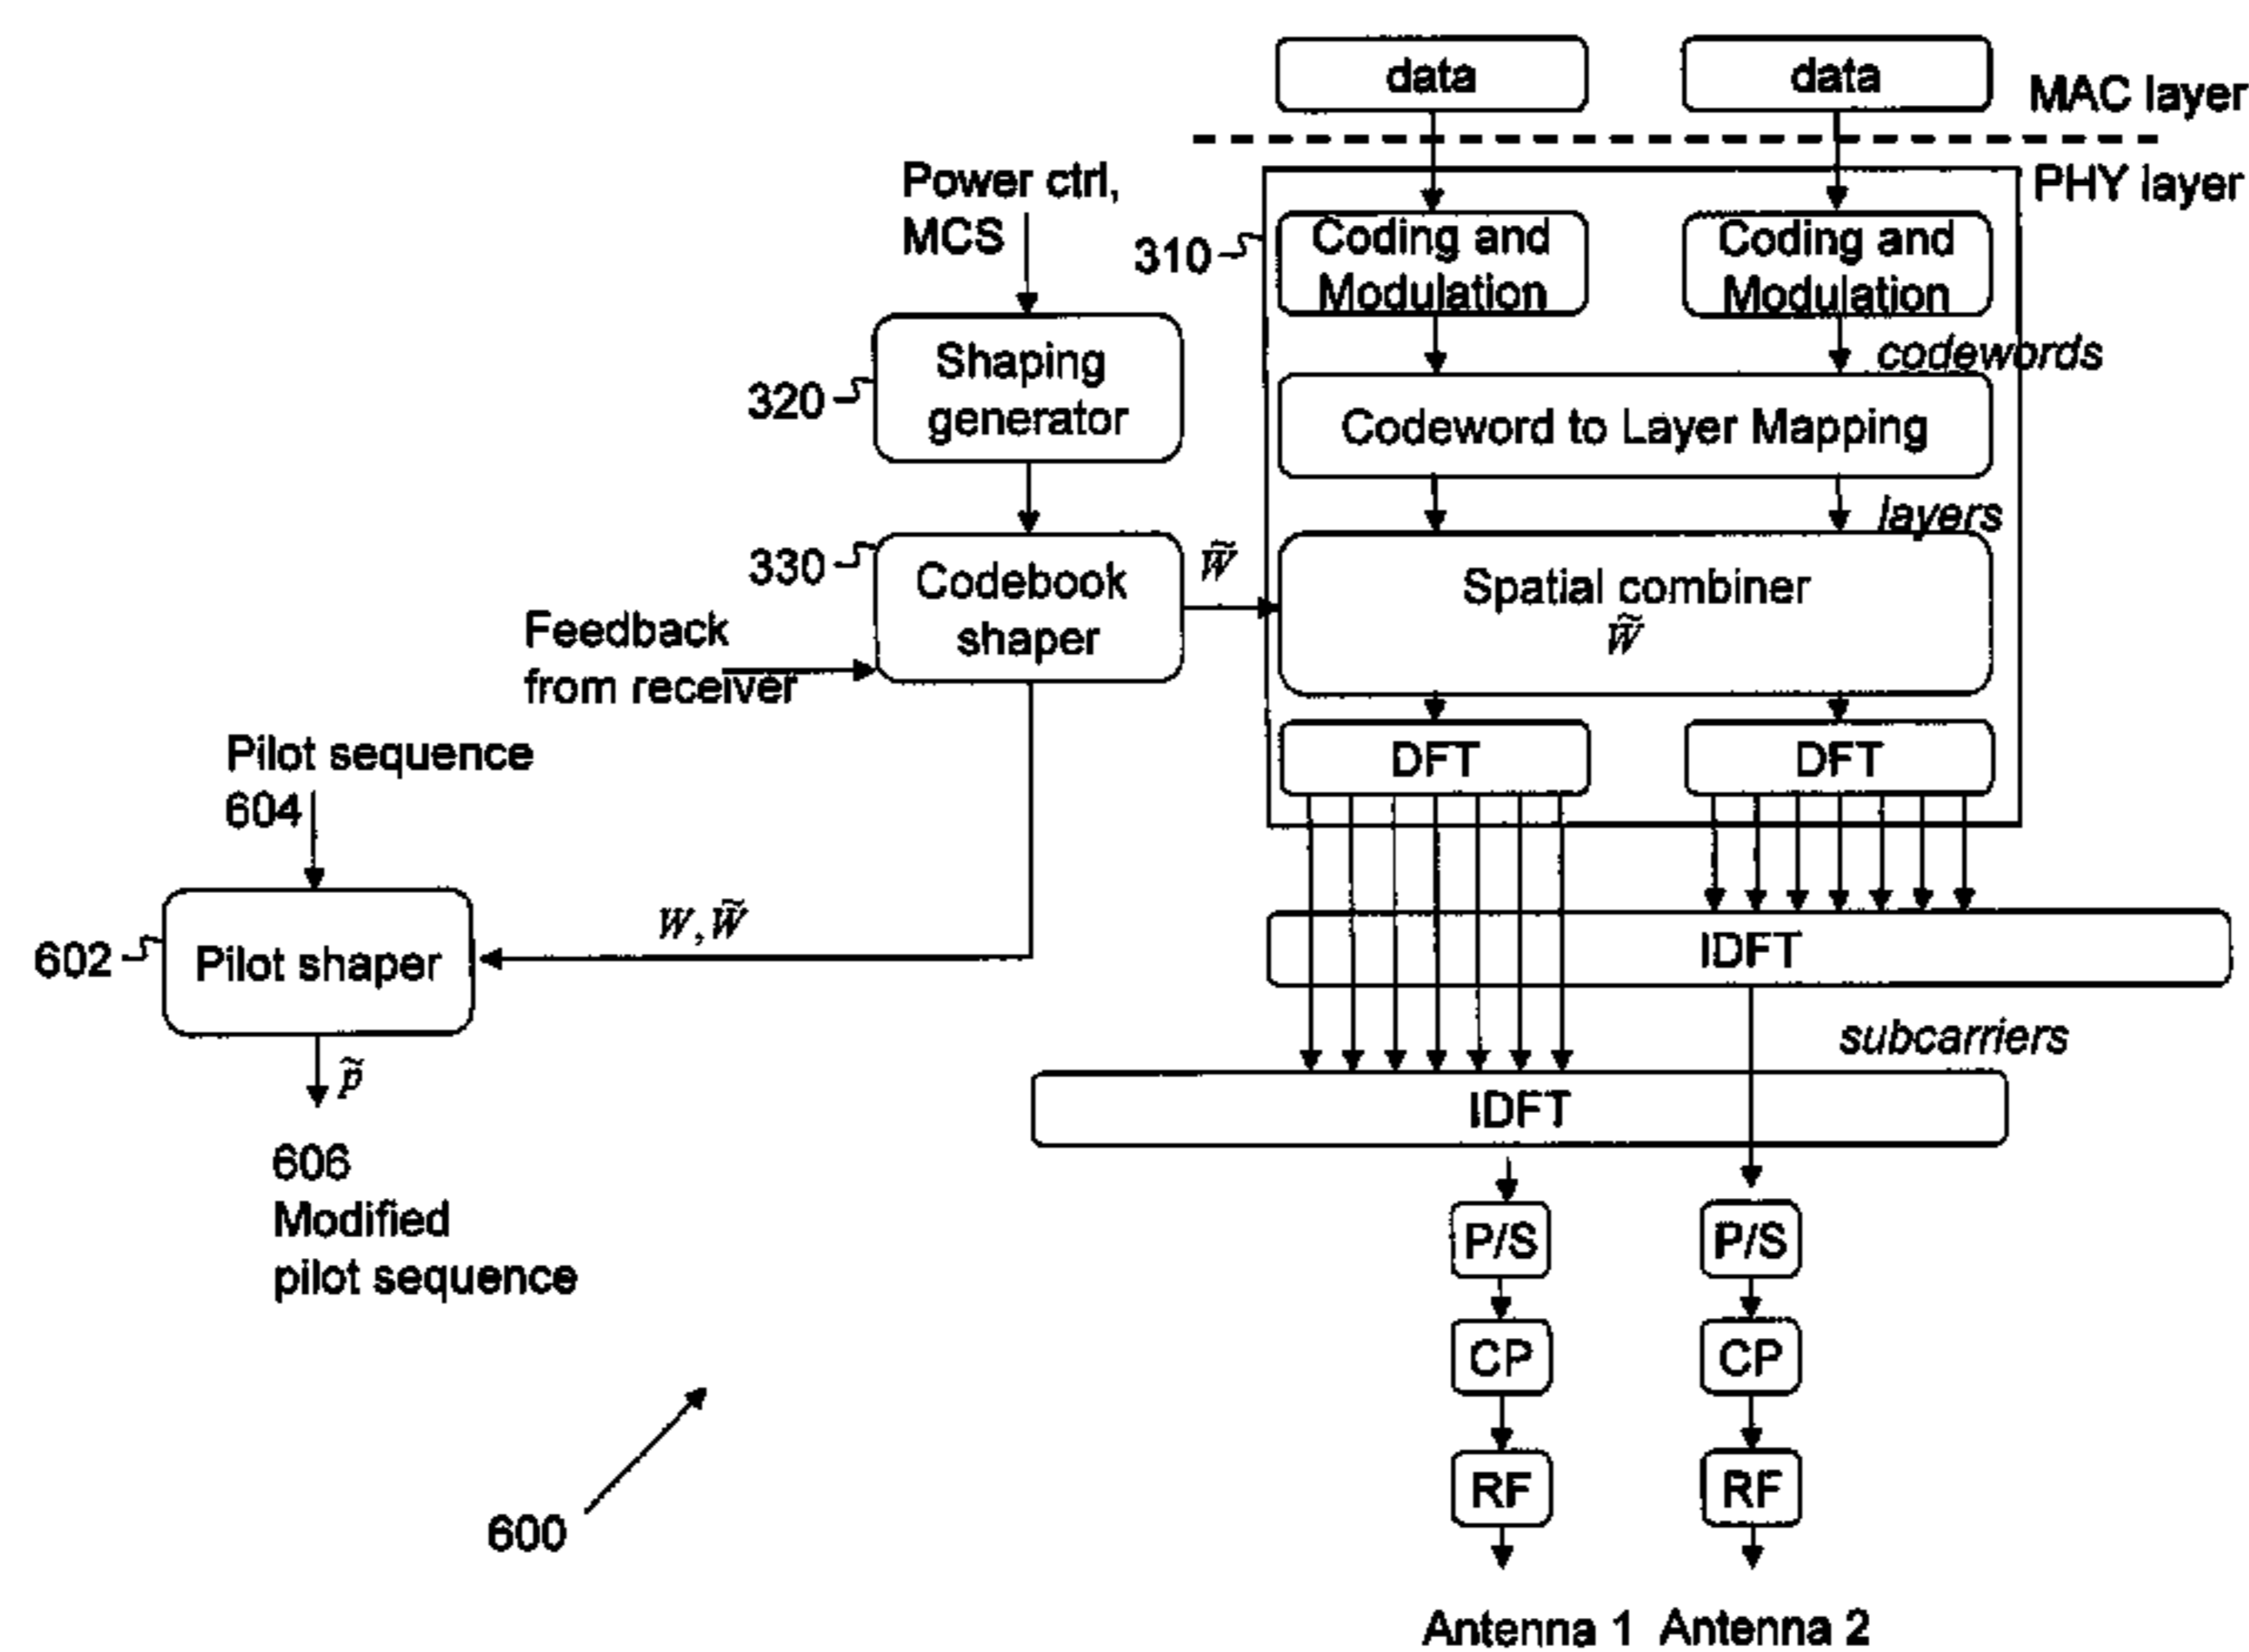 data
data
MAC layer
PHY layer
Power ctrl,
MCS
310
Coding and
Modulation
Coding and
Modulation
codewords
320
Shaping
generator
Codeword to Layer Mapping
layers
330
Codebook
shaper
W̃
Spatial combiner
W̃
Feedback
from receiver
DFT
DFT
Pilot sequence
604
602
Pilot shaper
W, W̃
IDFT
subcarriers
p̃
IDFT
606
Modified
pilot sequence
P/S
P/S
CP
CP
RF
RF
600
Antenna 1
Antenna 2